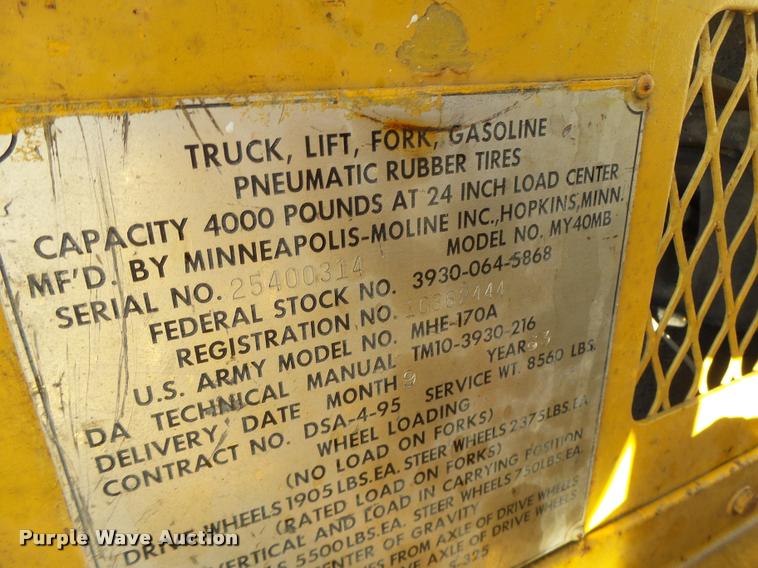 TRUCK, LIFT, FORK, GASOLINE
PNEUMATIC RUBBER TIRES
CAPACITY 4000 POUNDS AT 24 INCH LOAD CENTER
MF'D. BY MINNEAPOLIS-MOLINE INC., HOPKINS, MINN.
SERIAL NO. 25400314 MODEL NO. MY40MB
FEDERAL STOCK NO. 3930-064-5868
REGISTRATION NO.
U.S. ARMY MODEL NO. MHE-170A
DA TECHNICAL MANUAL TM10-3930-216
DELIVERY, DATE MONTH 9 YEAR 63
CONTRACT NO. DSA-4-95 SERVICE WT. 8560 LBS.
WHEEL LOADING
(NO LOAD ON FORKS)
DRIVE WHEELS 1905 LBS. EA. STEER WHEELS 2375 LBS. EA.
(RATED LOAD ON FORKS)
VERTICAL AND LOAD IN CARRYING POSITION
5500 LBS. EA. STEER WHEELS 750 LBS. EA.
CENTER OF GRAVITY
FROM AXLE OF DRIVE WHEELS
AXLE OF DRIVE WHEELS
S-325
Purple Wave Auction